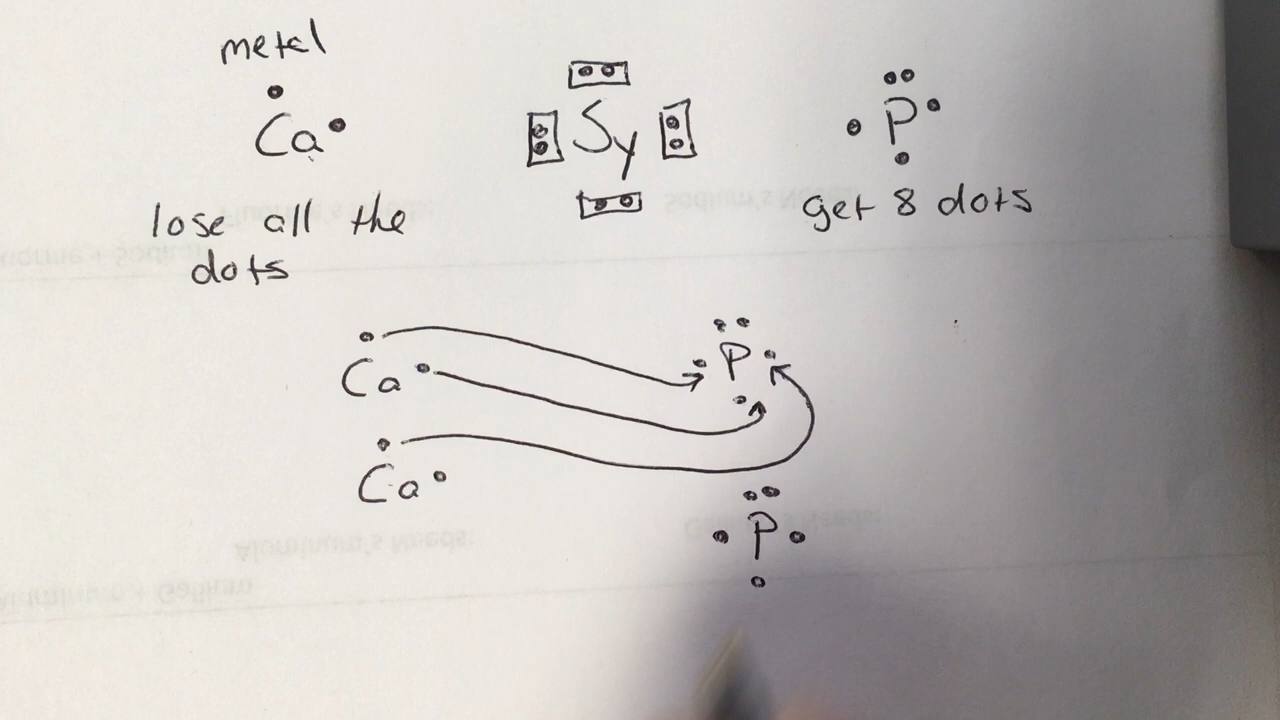 metal
Ca
Sy
P
lose all the
dots
get 8 dots
Ca
P
Ca
P